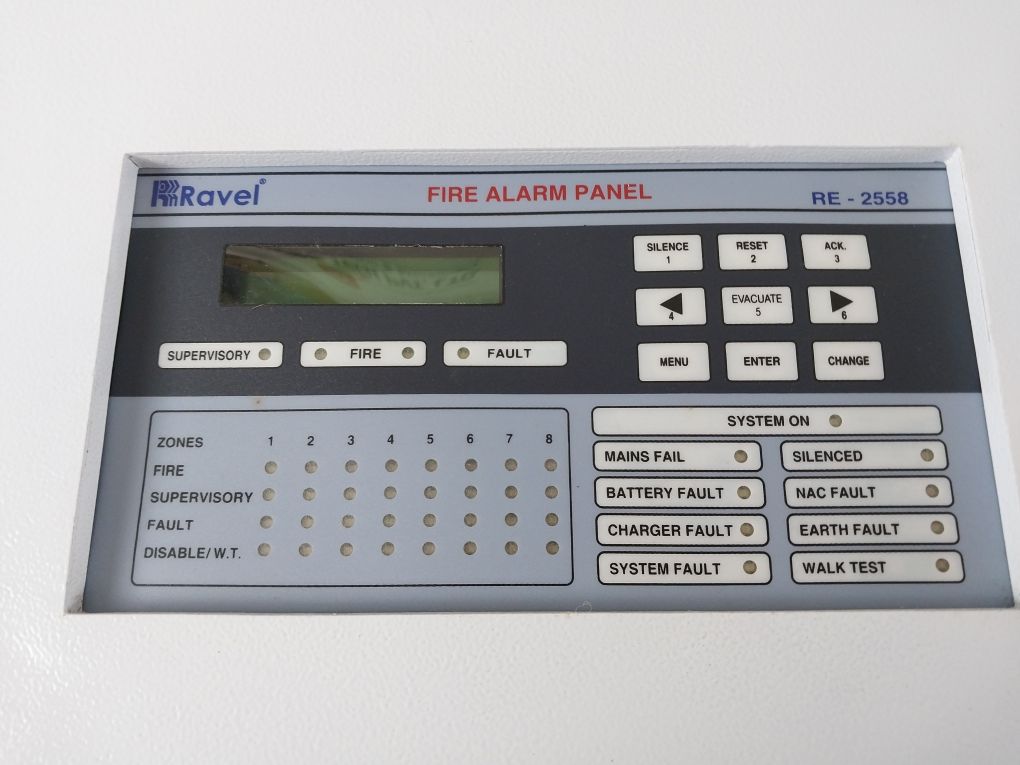 Ravel®
FIRE ALARM PANEL
RE - 2558
SILENCE
1
RESET
2
ACK.
3
4
EVACUATE
5
6
MENU
ENTER
CHANGE
SUPERVISORY
FIRE
FAULT
ZONES 1 2 3 4 5 6 7 8
FIRE
SUPERVISORY
FAULT
DISABLE/ W.T.
SYSTEM ON
MAINS FAIL
SILENCED
BATTERY FAULT
NAC FAULT
CHARGER FAULT
EARTH FAULT
SYSTEM FAULT
WALK TEST